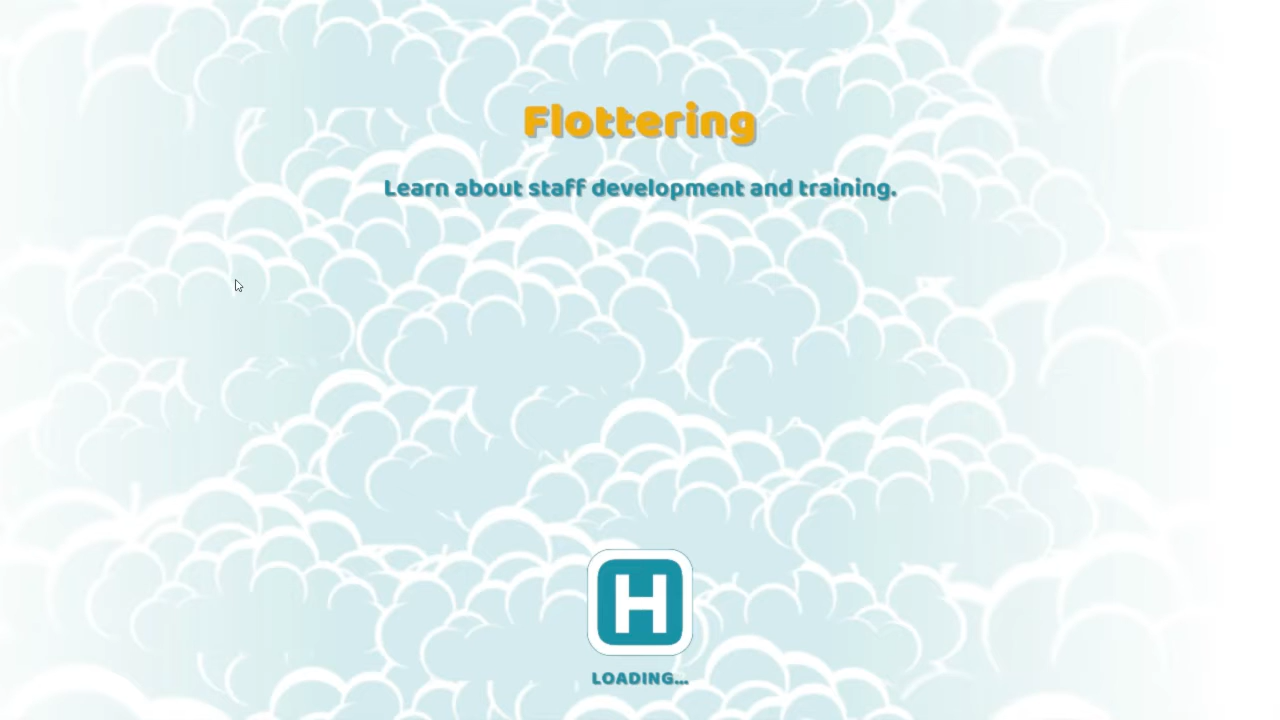 Flottering
Learn about staff development and training.
H
LOADING...